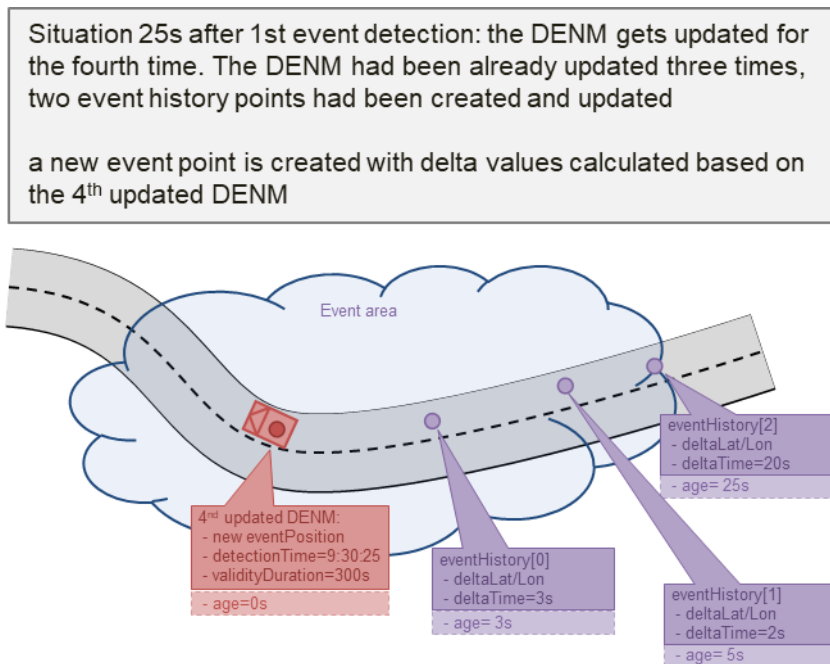 Situation 25s after 1st event detection: the DENM gets updated for
the fourth time. The DENM had been already updated three times,
two event history points had been created and updated
a new event point is created with delta values calculated based on
the 4th updated DENM
Event area
eventHistory[2]
- deltaLat/Lon
- deltaTime=20s
- age= 25s
4nd updated DENM:
- new eventPosition
- detectionTime=9:30:25
- validityDuration=300s
- age=0s
eventHistory[0]
- deltaLat/Lon
- deltaTime=3s
- age= 3s
eventHistory[1]
- deltaLat/Lon
- deltaTime=2s
- age= 5s